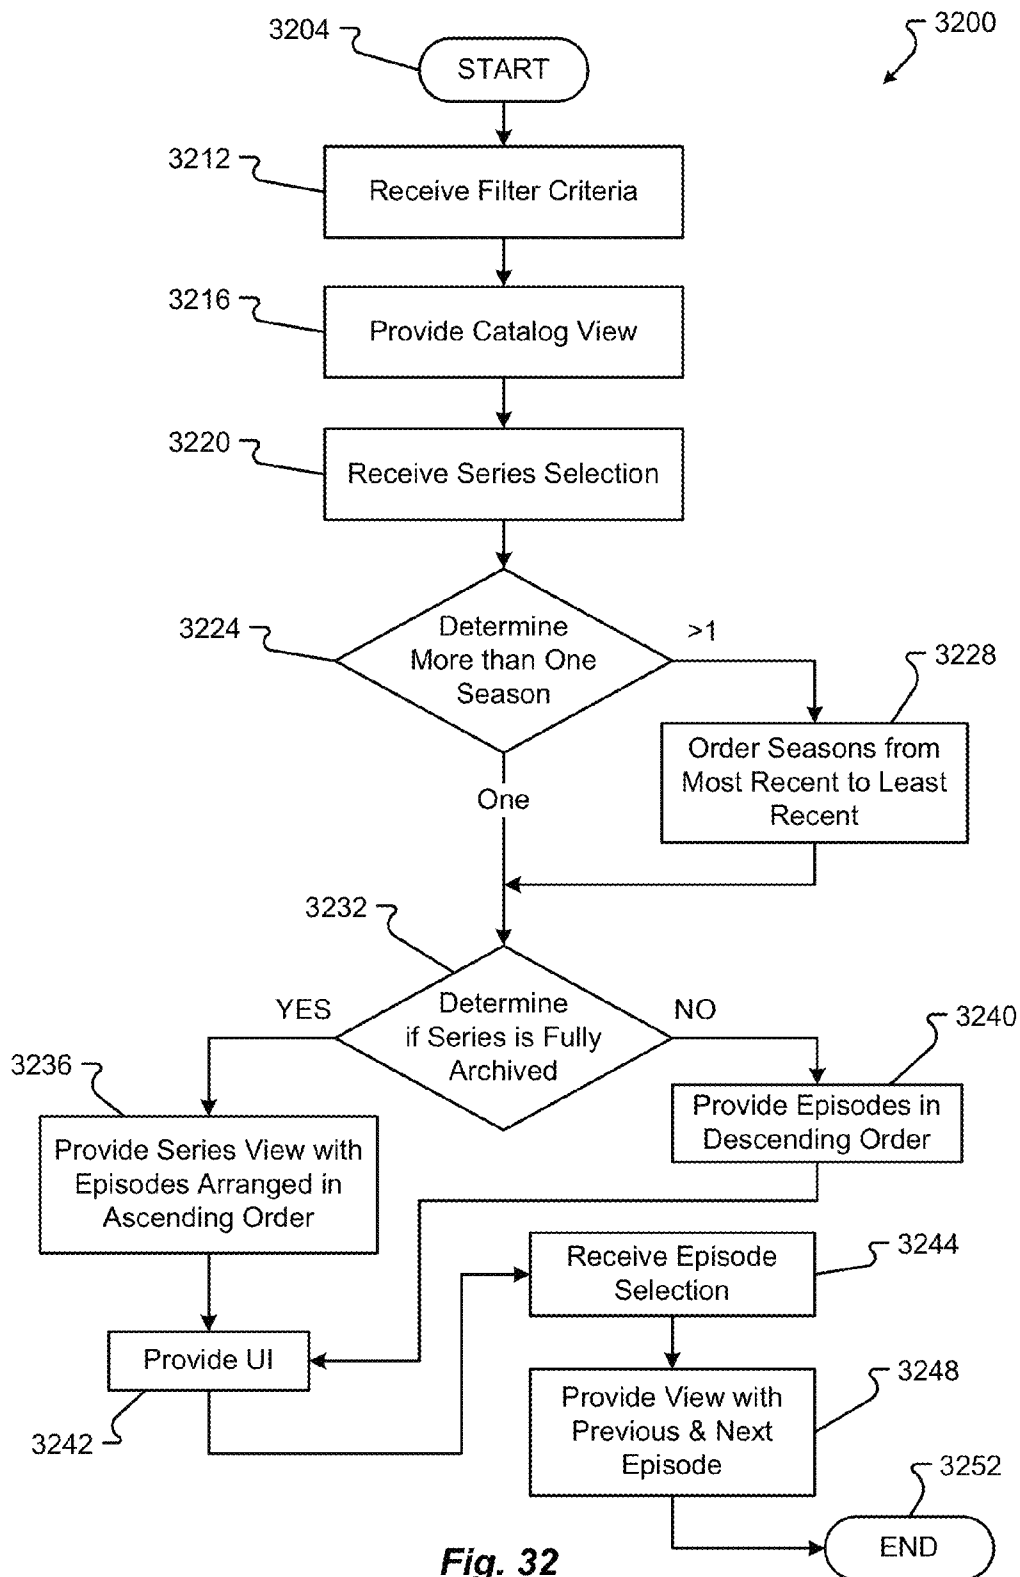 3204
START
3200
3212
Receive Filter Criteria
3216
Provide Catalog View
3220
Receive Series Selection
3224
Determine
More than One
Season
>1
3228
Order Seasons from
Most Recent to Least
Recent
One
3232
Determine
if Series is Fully
Archived
YES
NO
3236
Provide Series View with
Episodes Arranged in
Ascending Order
3240
Provide Episodes in
Descending Order
3242
Provide UI
3244
Receive Episode
Selection
3248
Provide View with
Previous & Next
Episode
3252
END
Fig. 32